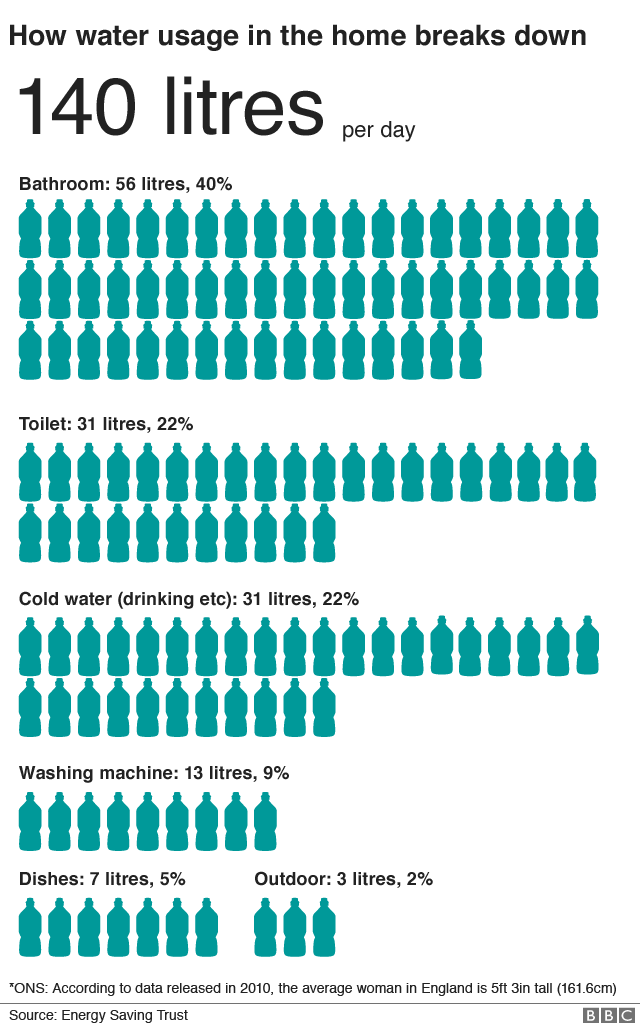 How water usage in the home breaks down
140 litres per day
Bathroom: 56 litres, 40%
Toilet: 31 litres, 22%
Cold water (drinking etc): 31 litres, 22%
Washing machine: 13 litres, 9%
Dishes: 7 litres, 5%
Outdoor: 3 litres, 2%
*ONS: According to data released in 2010, the average woman in England is 5ft 3in tall (161.6cm)
Source: Energy Saving Trust
BBC